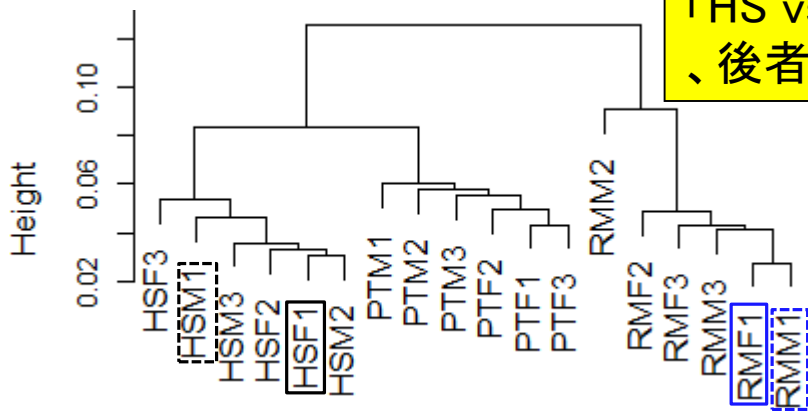 「HS vs
、後者
Height
0.02
0.06
0.10
HSF3
HSM1
HSM3
HSF2
HSF1
HSM2
PTM1
PTM2
PTM3
PTF2
PTF1
PTF3
RMM2
RMF2
RMF3
RMM3
RMF1
RMM1